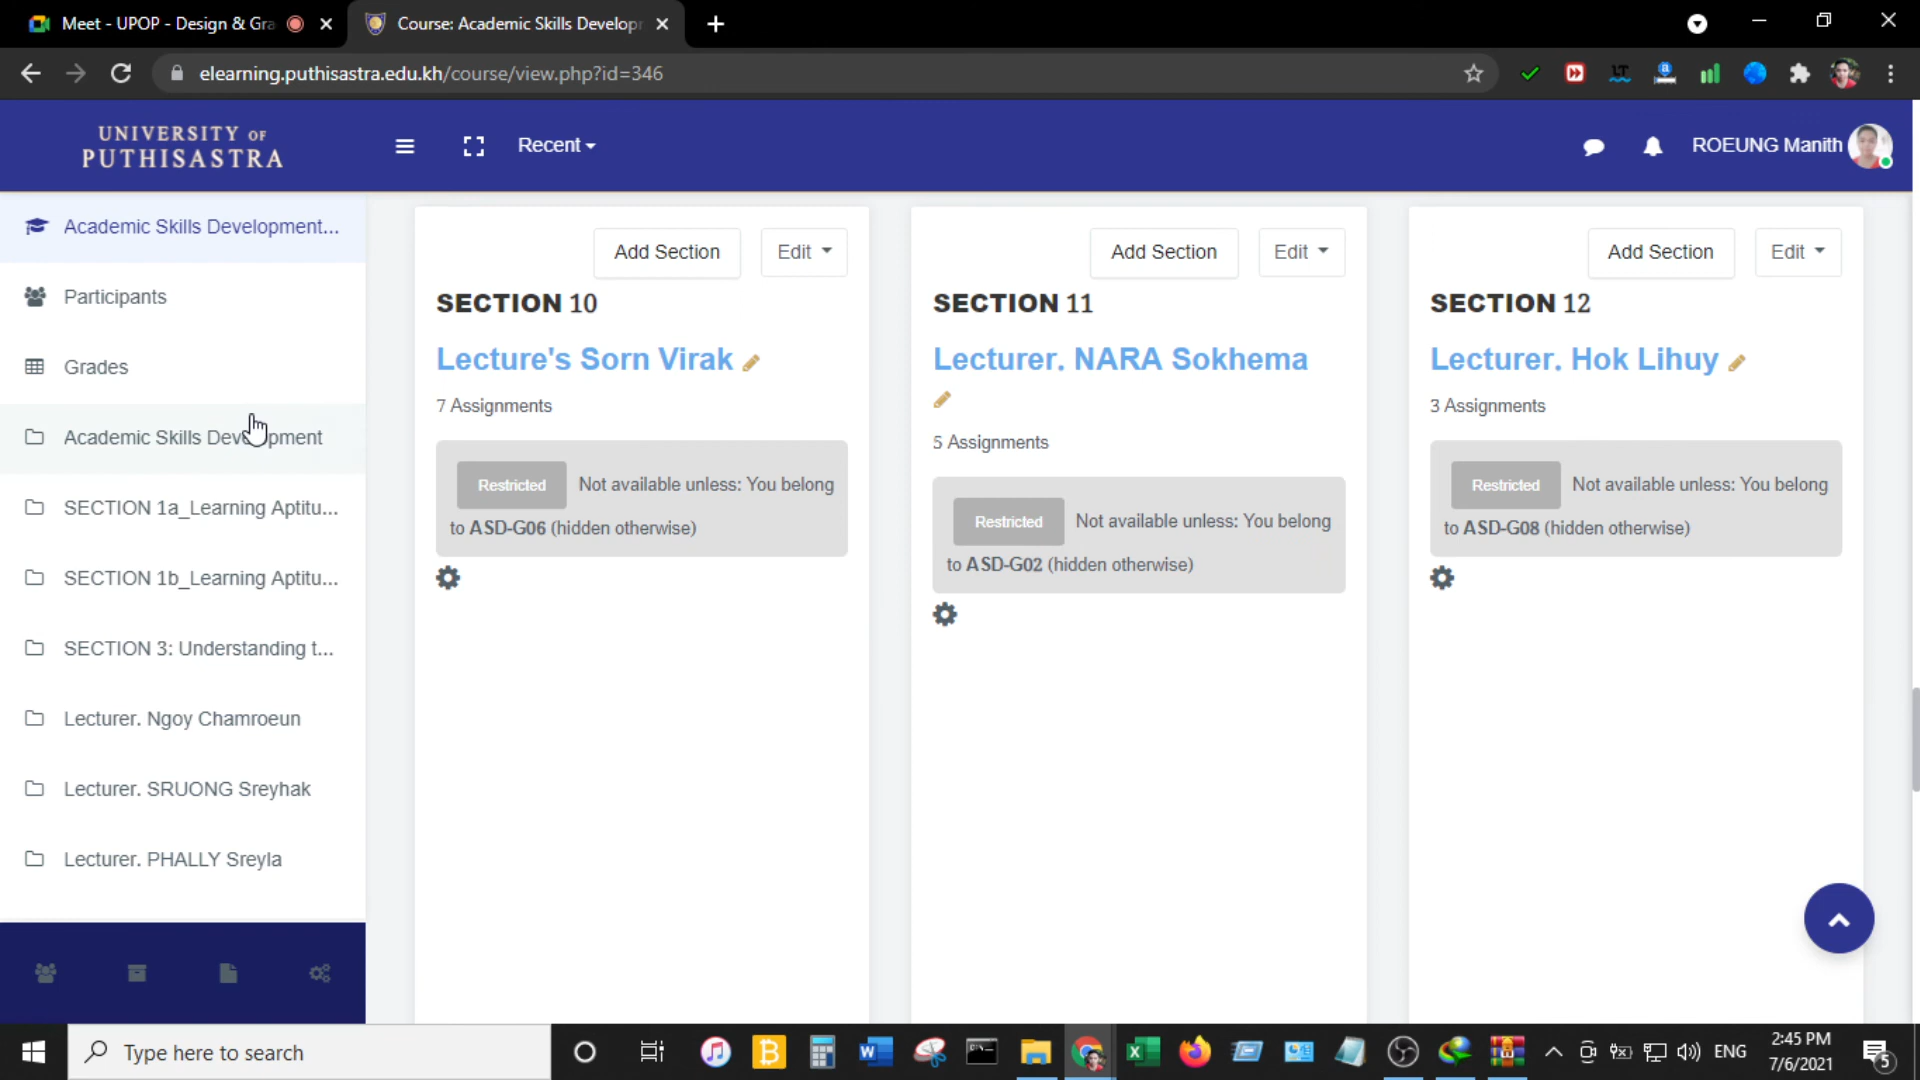 Meet - UPOP - Design & Gra
Course: Academic Skills Develop
elearning.puthisastra.edu.kh/course/view.php?id=346
UNIVERSITY OF
PUTHISASTRA
Recent
ROEUNG Manith
Academic Skills Development...
Participants
Grades
Academic Skills Development
SECTION 1a_Learning Aptitu...
SECTION 1b_Learning Aptitu...
SECTION 3: Understanding t...
Lecturer. Ngoy Chamroeun
Lecturer. SRUONG Sreyhak
Lecturer. PHALLY Sreyla
Add Section
Edit
SECTION 10
Lecture's Sorn Virak
7 Assignments
Restricted Not available unless: You belong
to ASD-G06 (hidden otherwise)
Add Section
Edit
SECTION 11
Lecturer. NARA Sokhema
5 Assignments
Restricted Not available unless: You belong
to ASD-G02 (hidden otherwise)
Add Section
Edit
SECTION 12
Lecturer. Hok Lihuy
3 Assignments
Restricted Not available unless: You belong
to ASD-G08 (hidden otherwise)
Type here to search
ENG
2:45 PM
7/6/2021
5